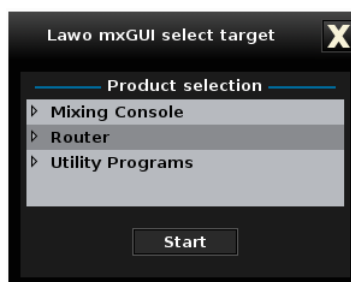 Lawo mxGUI select target
X
Product selection
Mixing Console
Router
Utility Programs
Start